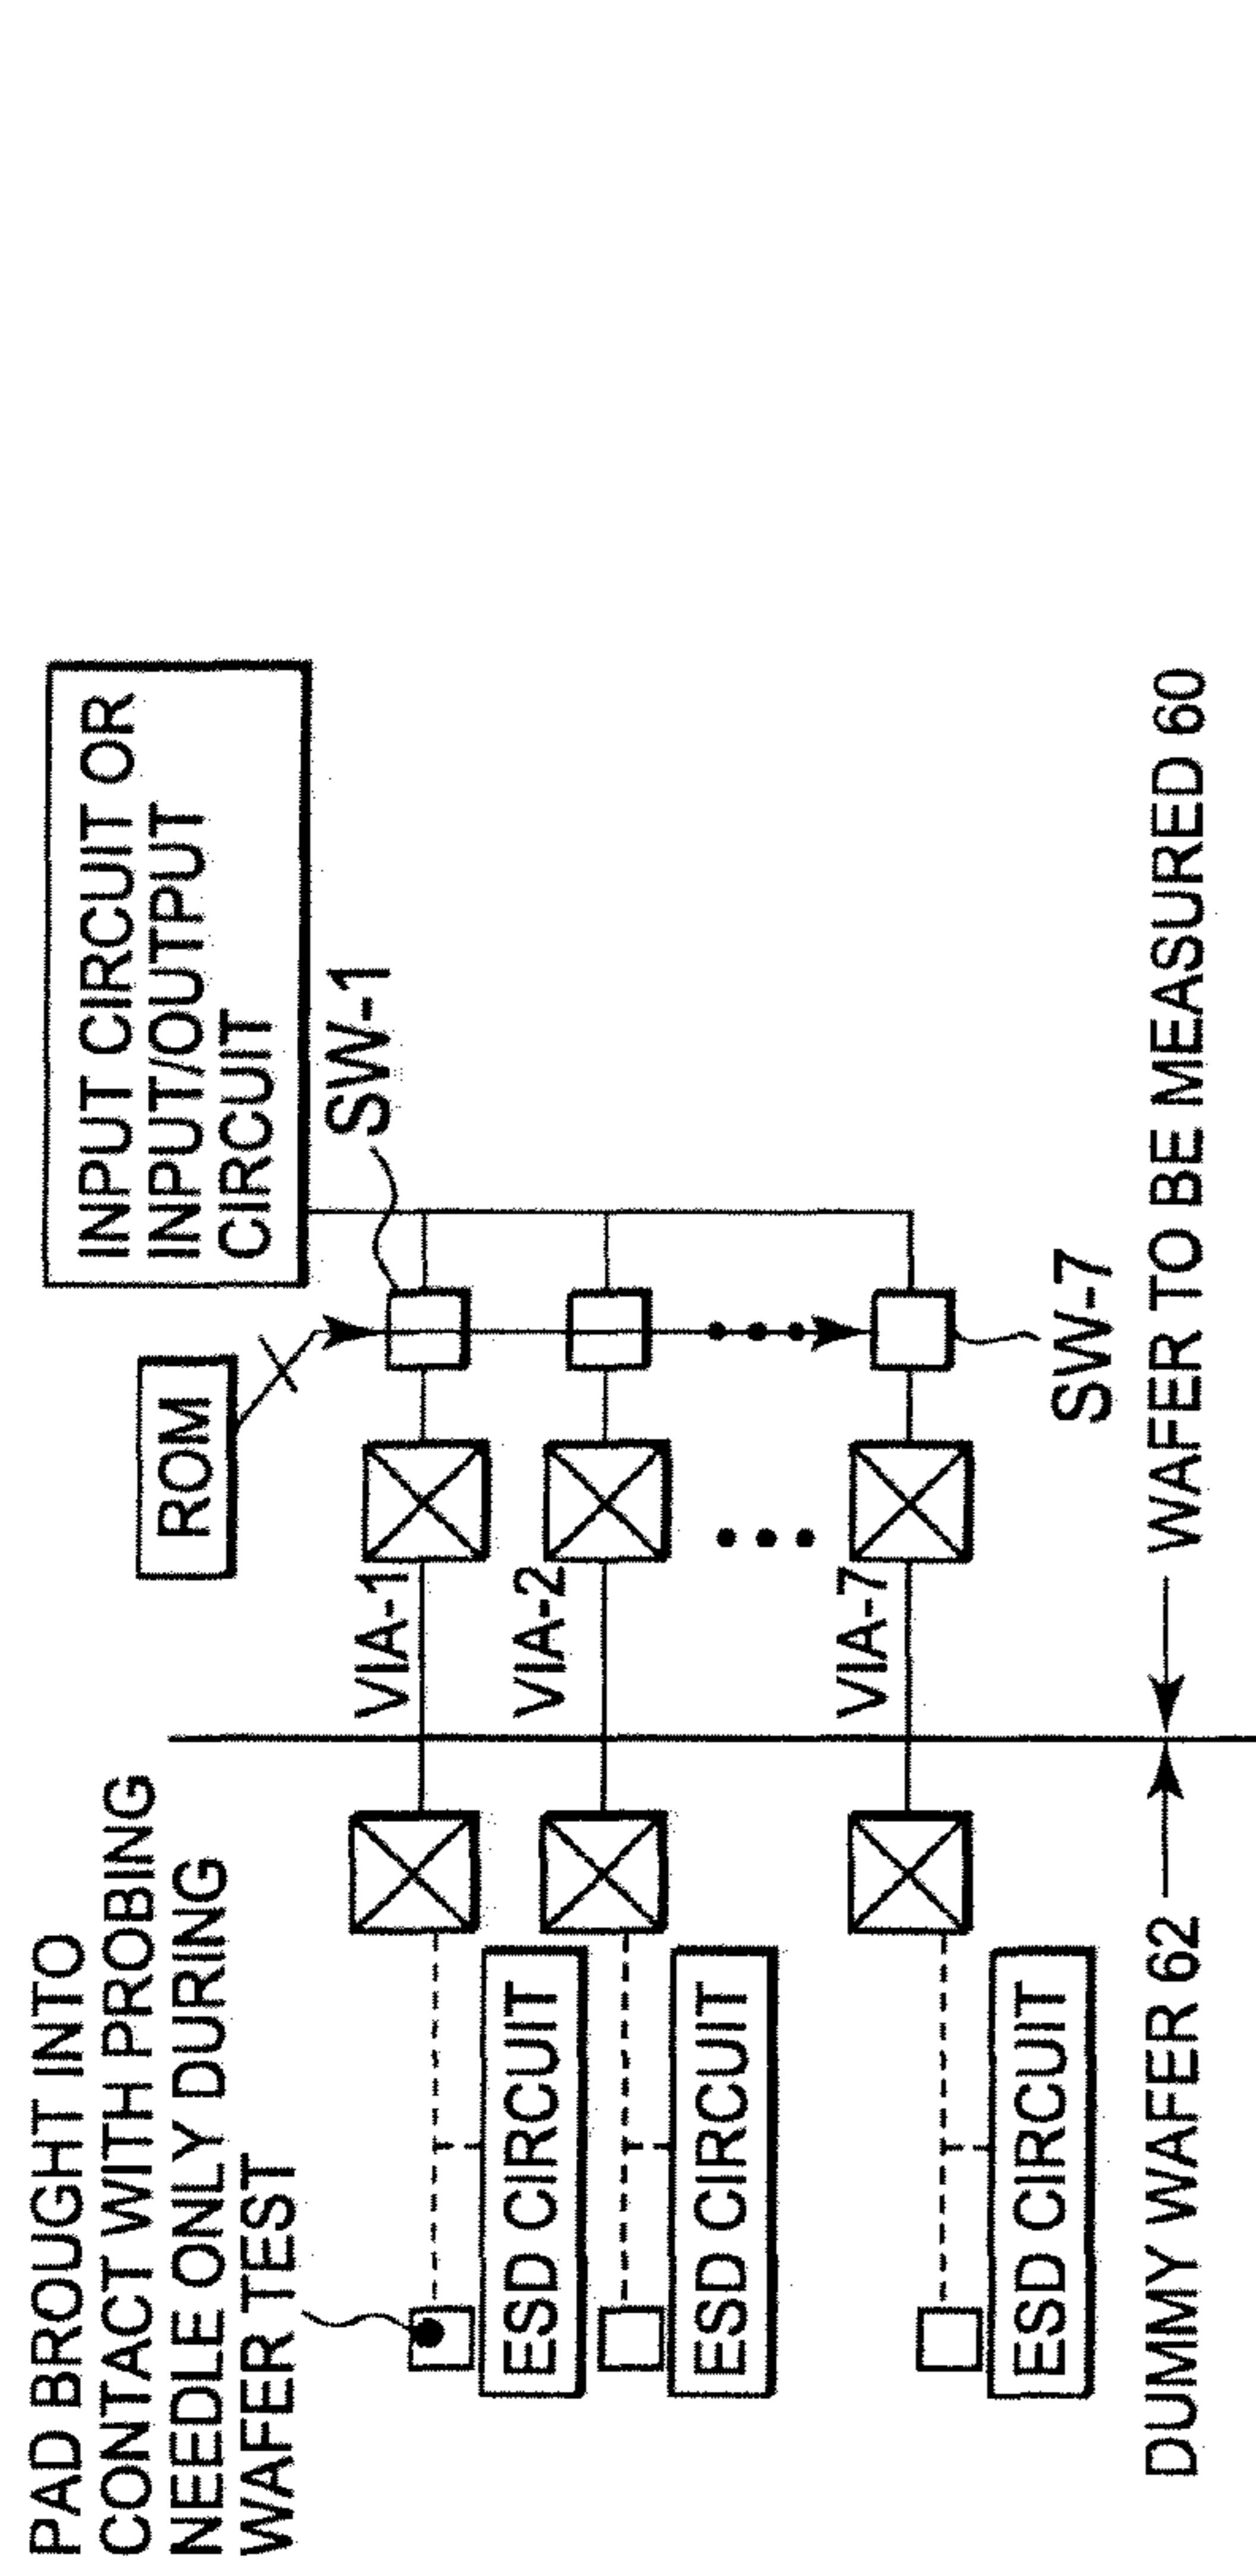 PAD BROUGHT INTO
CONTACT WITH PROBING
NEEDLE ONLY DURING
WAFER TEST
ROM
INPUT CIRCUIT OR
INPUT/OUTPUT
CIRCUIT
SW-1
VIA-1
ESD CIRCUIT
VIA-2
ESD CIRCUIT
VIA-7
ESD CIRCUIT
SW-7
DUMMY WAFER 62
WAFER TO BE MEASURED 60